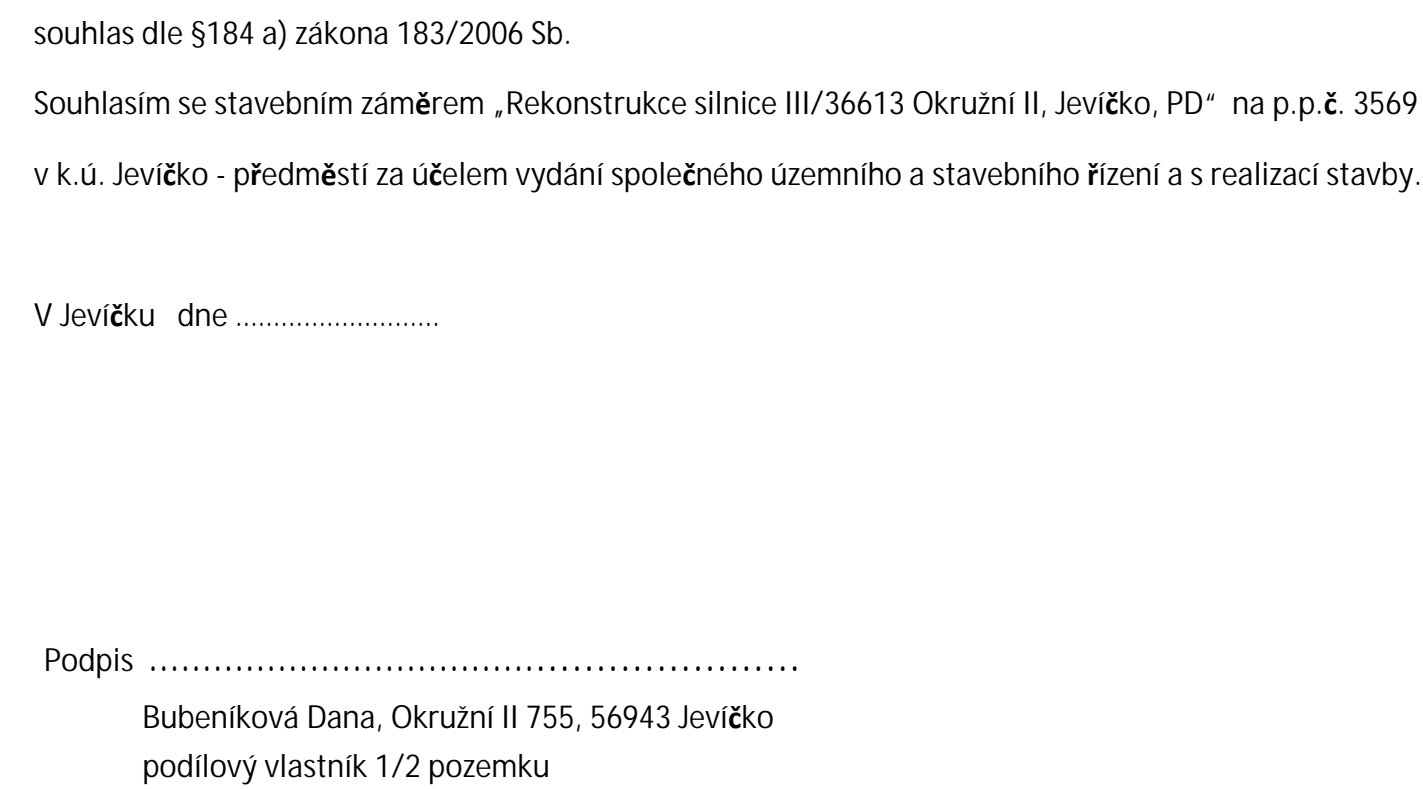 souhlas dle §184 a) zákona 183/2006 Sb.
Souhlasím se stavebním záměrem „Rekonstrukce silnice III/36613 Okružní II, Jevíčko, PD“ na p.p.č. 3569
v k.ú. Jevíčko - předměstí za účelem vydání společného územního a stavebního řízení a s realizací stavby.
V Jevíčku dne ...........................
Podpis ............................................................
Bubeníková Dana, Okružní II 755, 56943 Jevíčko
podílový vlastník 1/2 pozemku